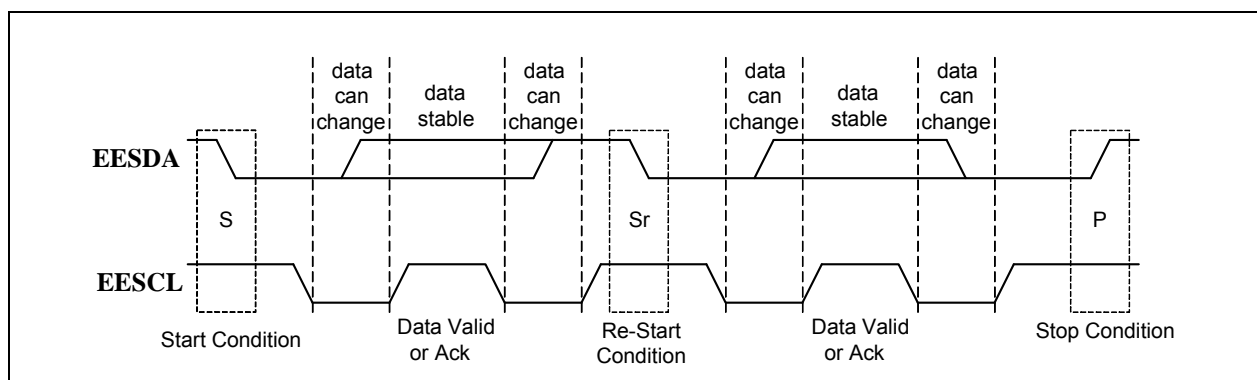 data
can
change
data
stable
data
can
change
data
can
change
data
stable
data
can
change
EESDA
S
Sr
P
EESCL
Start Condition
Data Valid
or Ack
Re-Start
Condition
Data Valid
or Ack
Stop Condition